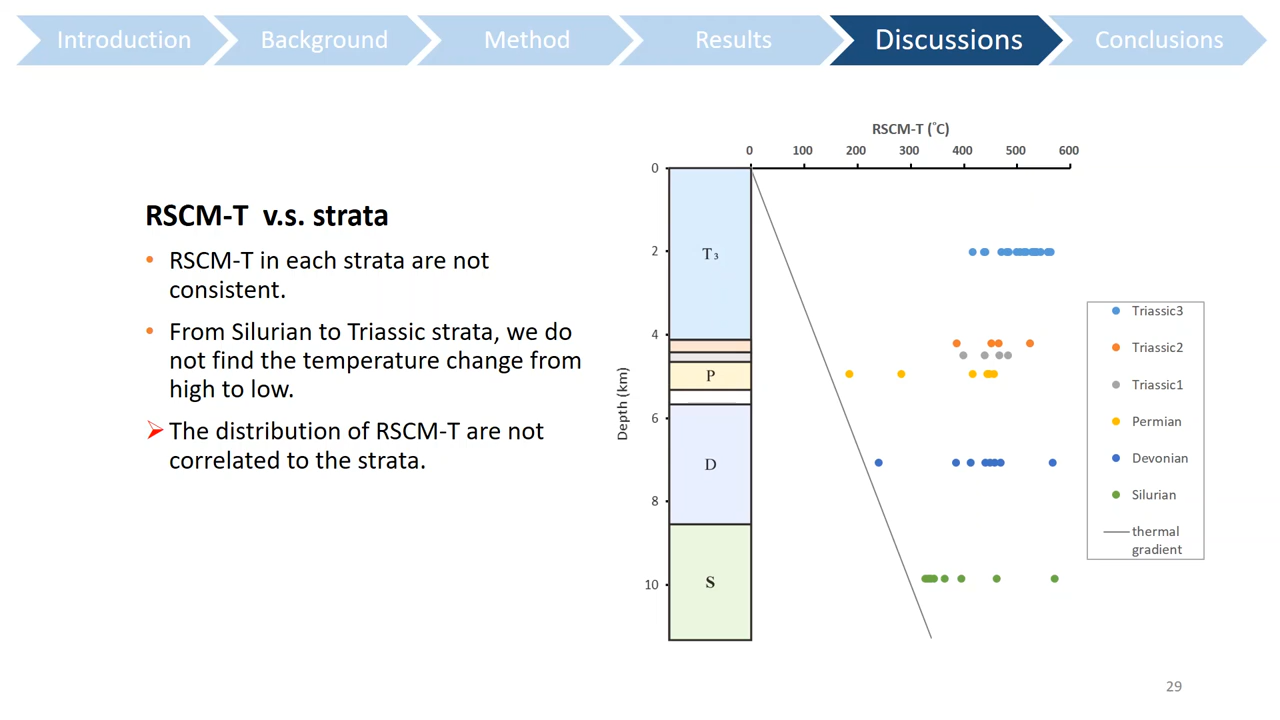 Introduction Background Method Results Discussions Conclusions
RSCM-T v.s. strata
• RSCM-T in each strata are not
consistent.
• From Silurian to Triassic strata, we do
not find the temperature change from
high to low.
➢ The distribution of RSCM-T are not
correlated to the strata.
RSCM-T (°C)
0 100 200 300 400 500 600
0
2
4
6
8
10
Depth (km)
T₃
P
D
S
Triassic3
Triassic2
Triassic1
Permian
Devonian
Silurian
thermal
gradient
29